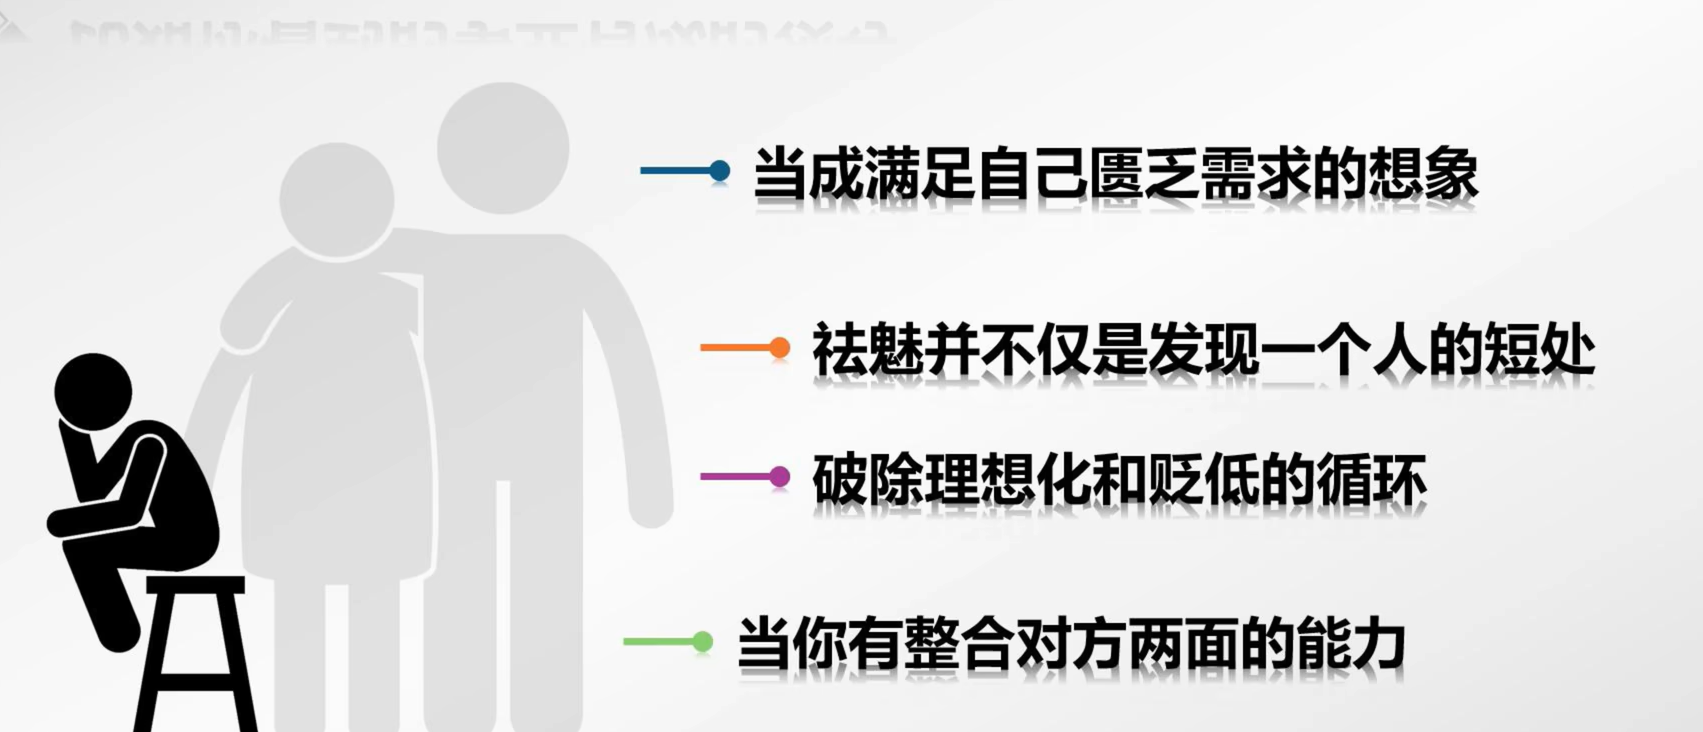 当成满足自己匮乏需求的想象
祛魅并不仅是发现一个人的短处
破除理想化和贬低的循环
当你有整合对方两面的能力